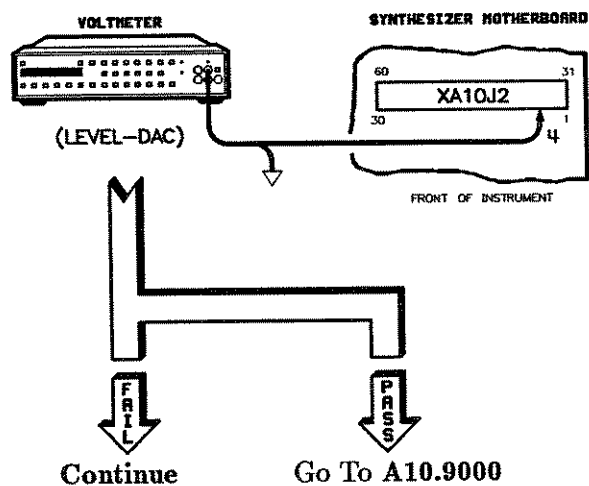 VOLTMETER
SYNTHESIZER MOTHERBOARD
60 31
XA10J2
30 1
4
(LEVEL-DAC)
FRONT OF INSTRUMENT
FAIL
PASS
Continue
Go To A10.9000